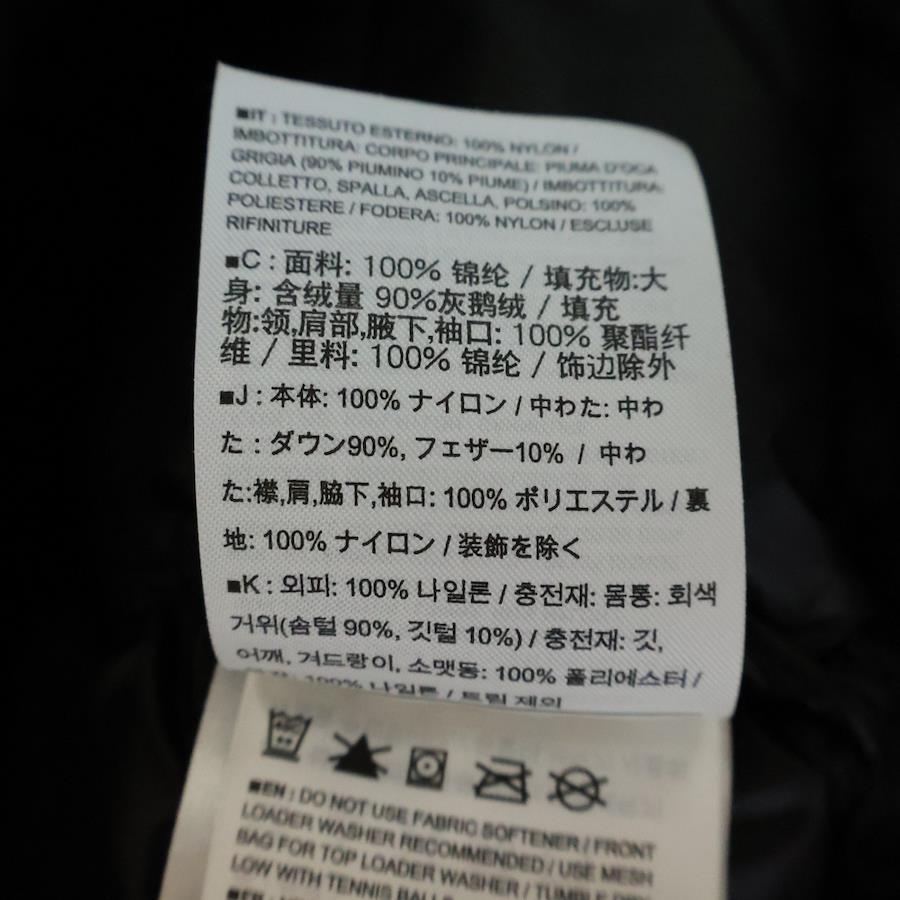 ■IT : TESSUTO ESTERNO: 100% NYLON /
IMBOTTITURA: CORPO PRINCIPALE: PIUMA D'OCA
GRIGIA (90% PIUMINO 10% PIUME) / IMBOTTITURA:
COLLETTO, SPALLA, ASCELLA, POLSINO: 100%
POLIESTERE / FODERA: 100% NYLON / ESCLUSE
RIFINITURE
■C : 面料: 100% 锦纶 / 填充物:大
身: 含绒量 90%灰鹅绒 / 填充
物:领,肩部,腋下,袖口: 100% 聚酯纤
维 / 里料: 100% 锦纶 / 饰边除外
■J : 本体: 100% ナイロン / 中わた: 中わ
た : ダウン90%, フェザー10% / 中わ
た:襟,肩,脇下,袖口: 100% ポリエステル / 裏
地: 100% ナイロン / 装飾を除く
■K : 외피: 100% 나일론 / 충전재: 몸통: 회색
거위(솜털 90%, 깃털 10%) / 충전재: 깃,
어깨, 겨드랑이, 소맷동: 100% 폴리에스터 /
100% 나일론 / 트림 제외
■EN : DO NOT USE FABRIC SOFTENER / FRONT
LOADER WASHER RECOMMENDED / USE MESH
BAG FOR TOP LOADER WASHER / TUMBLE DRY
LOW WITH TENNIS